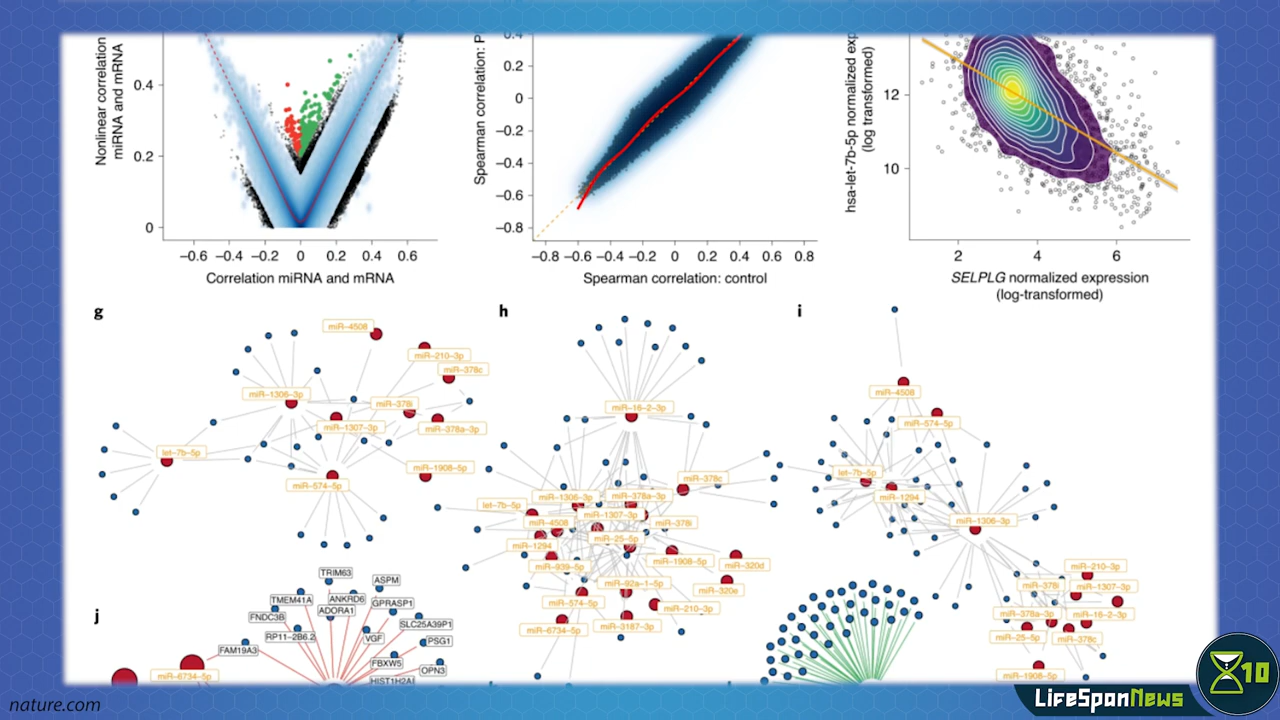 Nonlinear correlation
miRNA and mRNA
0.4
0.2
0
−0.6 −0.4 −0.2 0 0.2 0.4 0.6
Correlation miRNA and mRNA
Spearman correlation: P
0.4
0.2
0
−0.2
−0.4
−0.6
−0.8
−0.8 −0.6 −0.4 −0.2 0 0.2 0.4 0.6 0.8
Spearman correlation: control
hsa-let-7b-5p normalized exp
(log transformed)
12
10
2 4 6
SELPLG normalized expression
(log-transformed)
g
miR−4508
miR−210−3p
miR−378c
miR−1306−3p
miR−378i
miR−1307−3p
miR−378a−3p
let−7b−5p
miR−1908−5p
miR−574−5p
h
miR−16−2−3p
miR−378c
miR−1306−3p
miR−378a−3p
let−7b−5p
miR−1307−3p
miR−4508
miR−378i
miR−25−5p
miR−1294
miR−1908−5p
miR−939−5p
miR−320d
miR−92a−1−5p
miR−320e
miR−574−5p
miR−210−3p
miR−6734−5p
miR−3187−3p
i
miR−4508
miR−574−5p
let−7b−5p
miR−1294
miR−1306−3p
miR−210−3p
miR−378i
miR−1307−3p
miR−378a−3p
miR−16−2−3p
miR−25−5p
miR−378c
miR−1908−5p
j
TRIM63
ASPM
TMEM41A
ANKRD6
GPRASP1
FNDC3B
ADORA1
SLC25A39P1
RP11−2B6.2
VGF
PSG1
FAM19A3
FBXW5
OPN3
miR−6734−5p
HIST1H2AI
10
LifeSpanNews
nature.com